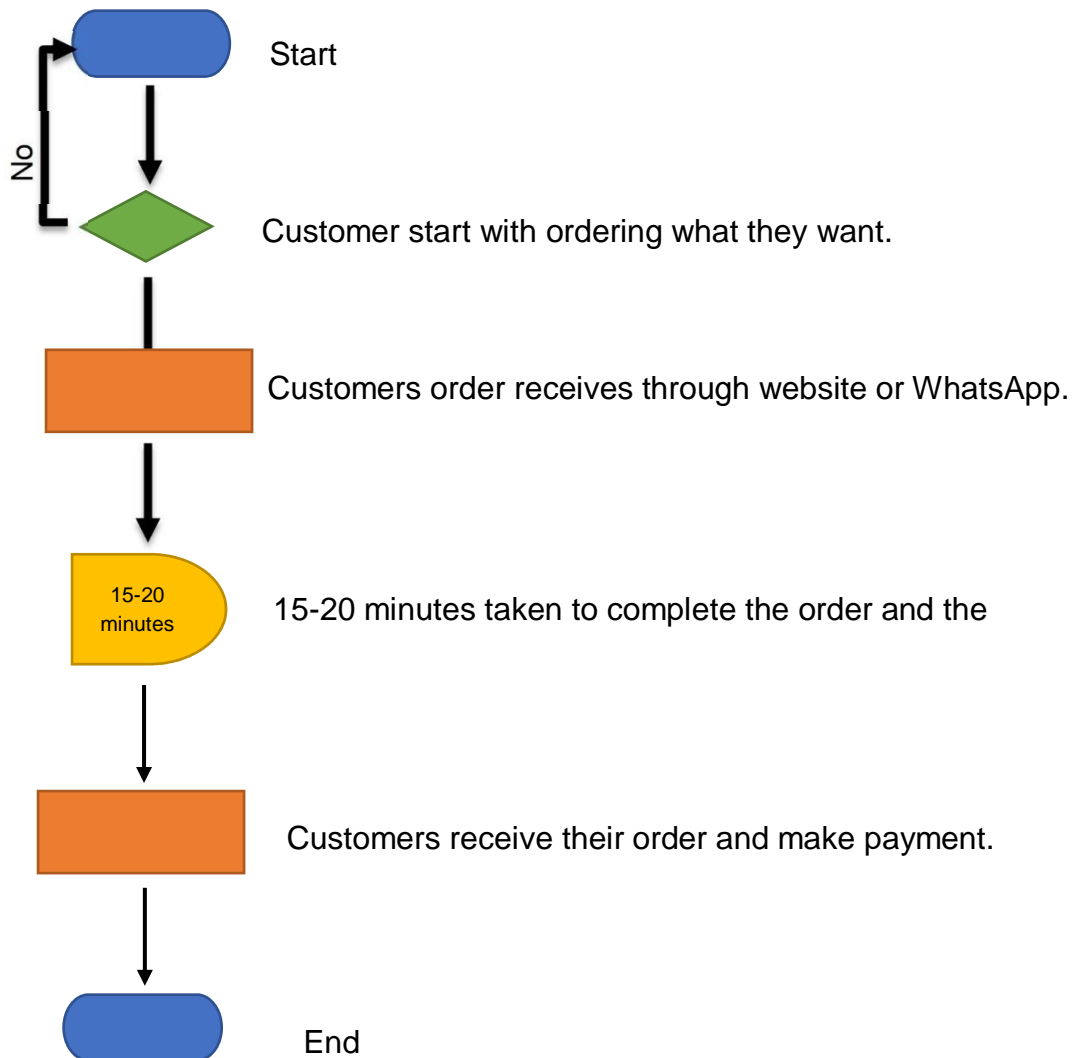 Start
No
Customer start with ordering what they want.
Customers order receives through website or WhatsApp.
15-20
minutes
15-20 minutes taken to complete the order and the
Customers receive their order and make payment.
End